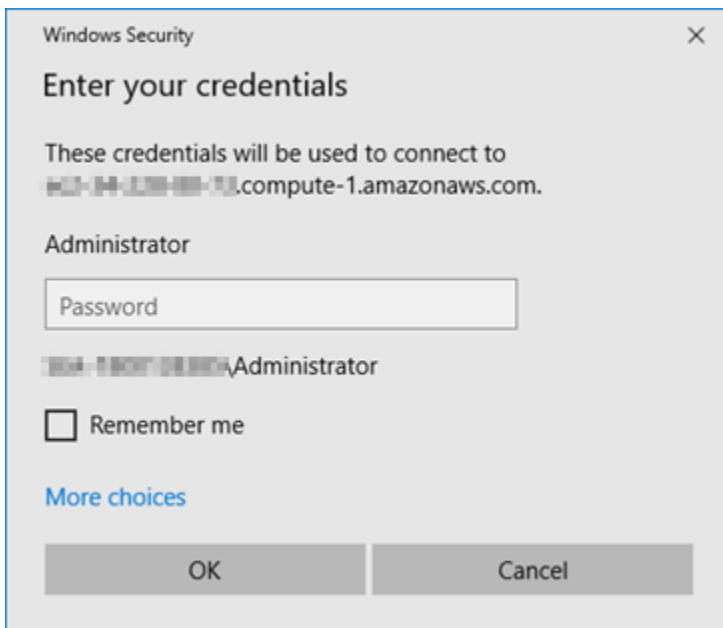 Windows Security
Enter your credentials
These credentials will be used to connect to
.compute-1.amazonaws.com.
Administrator
Password
\Administrator
Remember me
More choices
OK
Cancel